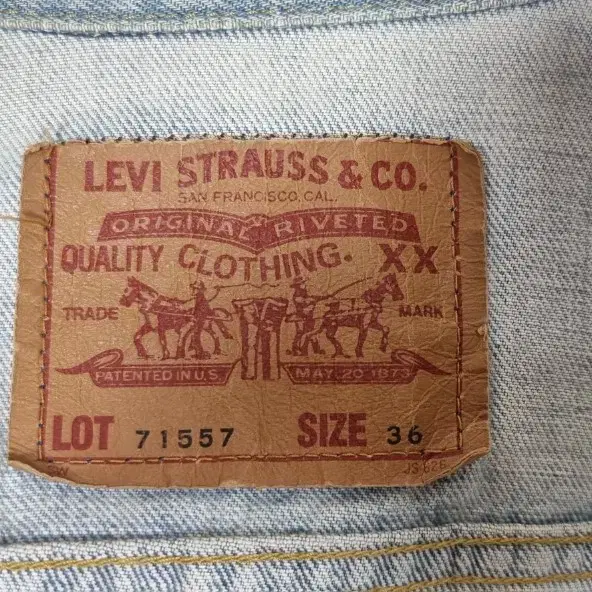 LEVI STRAUSS & CO.
SAN FRANCISCO, CAL.
ORIGINAL RIVETED
QUALITY CLOTHING. XX
TRADE MARK
PATENTED IN U.S. MAY 20 1873
LOT 71557 SIZE 36